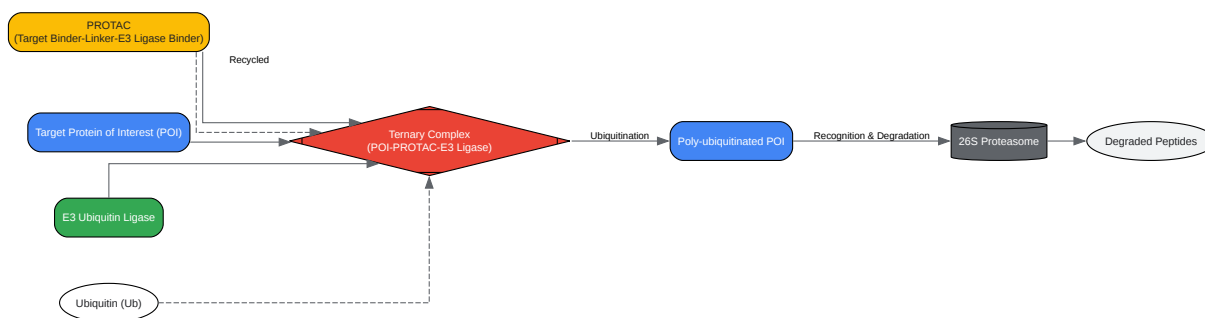 PROTAC
(Target Binder-Linker-E3 Ligase Binder)
Recycled
Target Protein of Interest (POI)
Ternary Complex
(POI-PROTAC-E3 Ligase)
Ubiquitination
Poly-ubiquitinated POI
Recognition & Degradation
26S Proteasome
Degraded Peptides
E3 Ubiquitin Ligase
Ubiquitin (Ub)